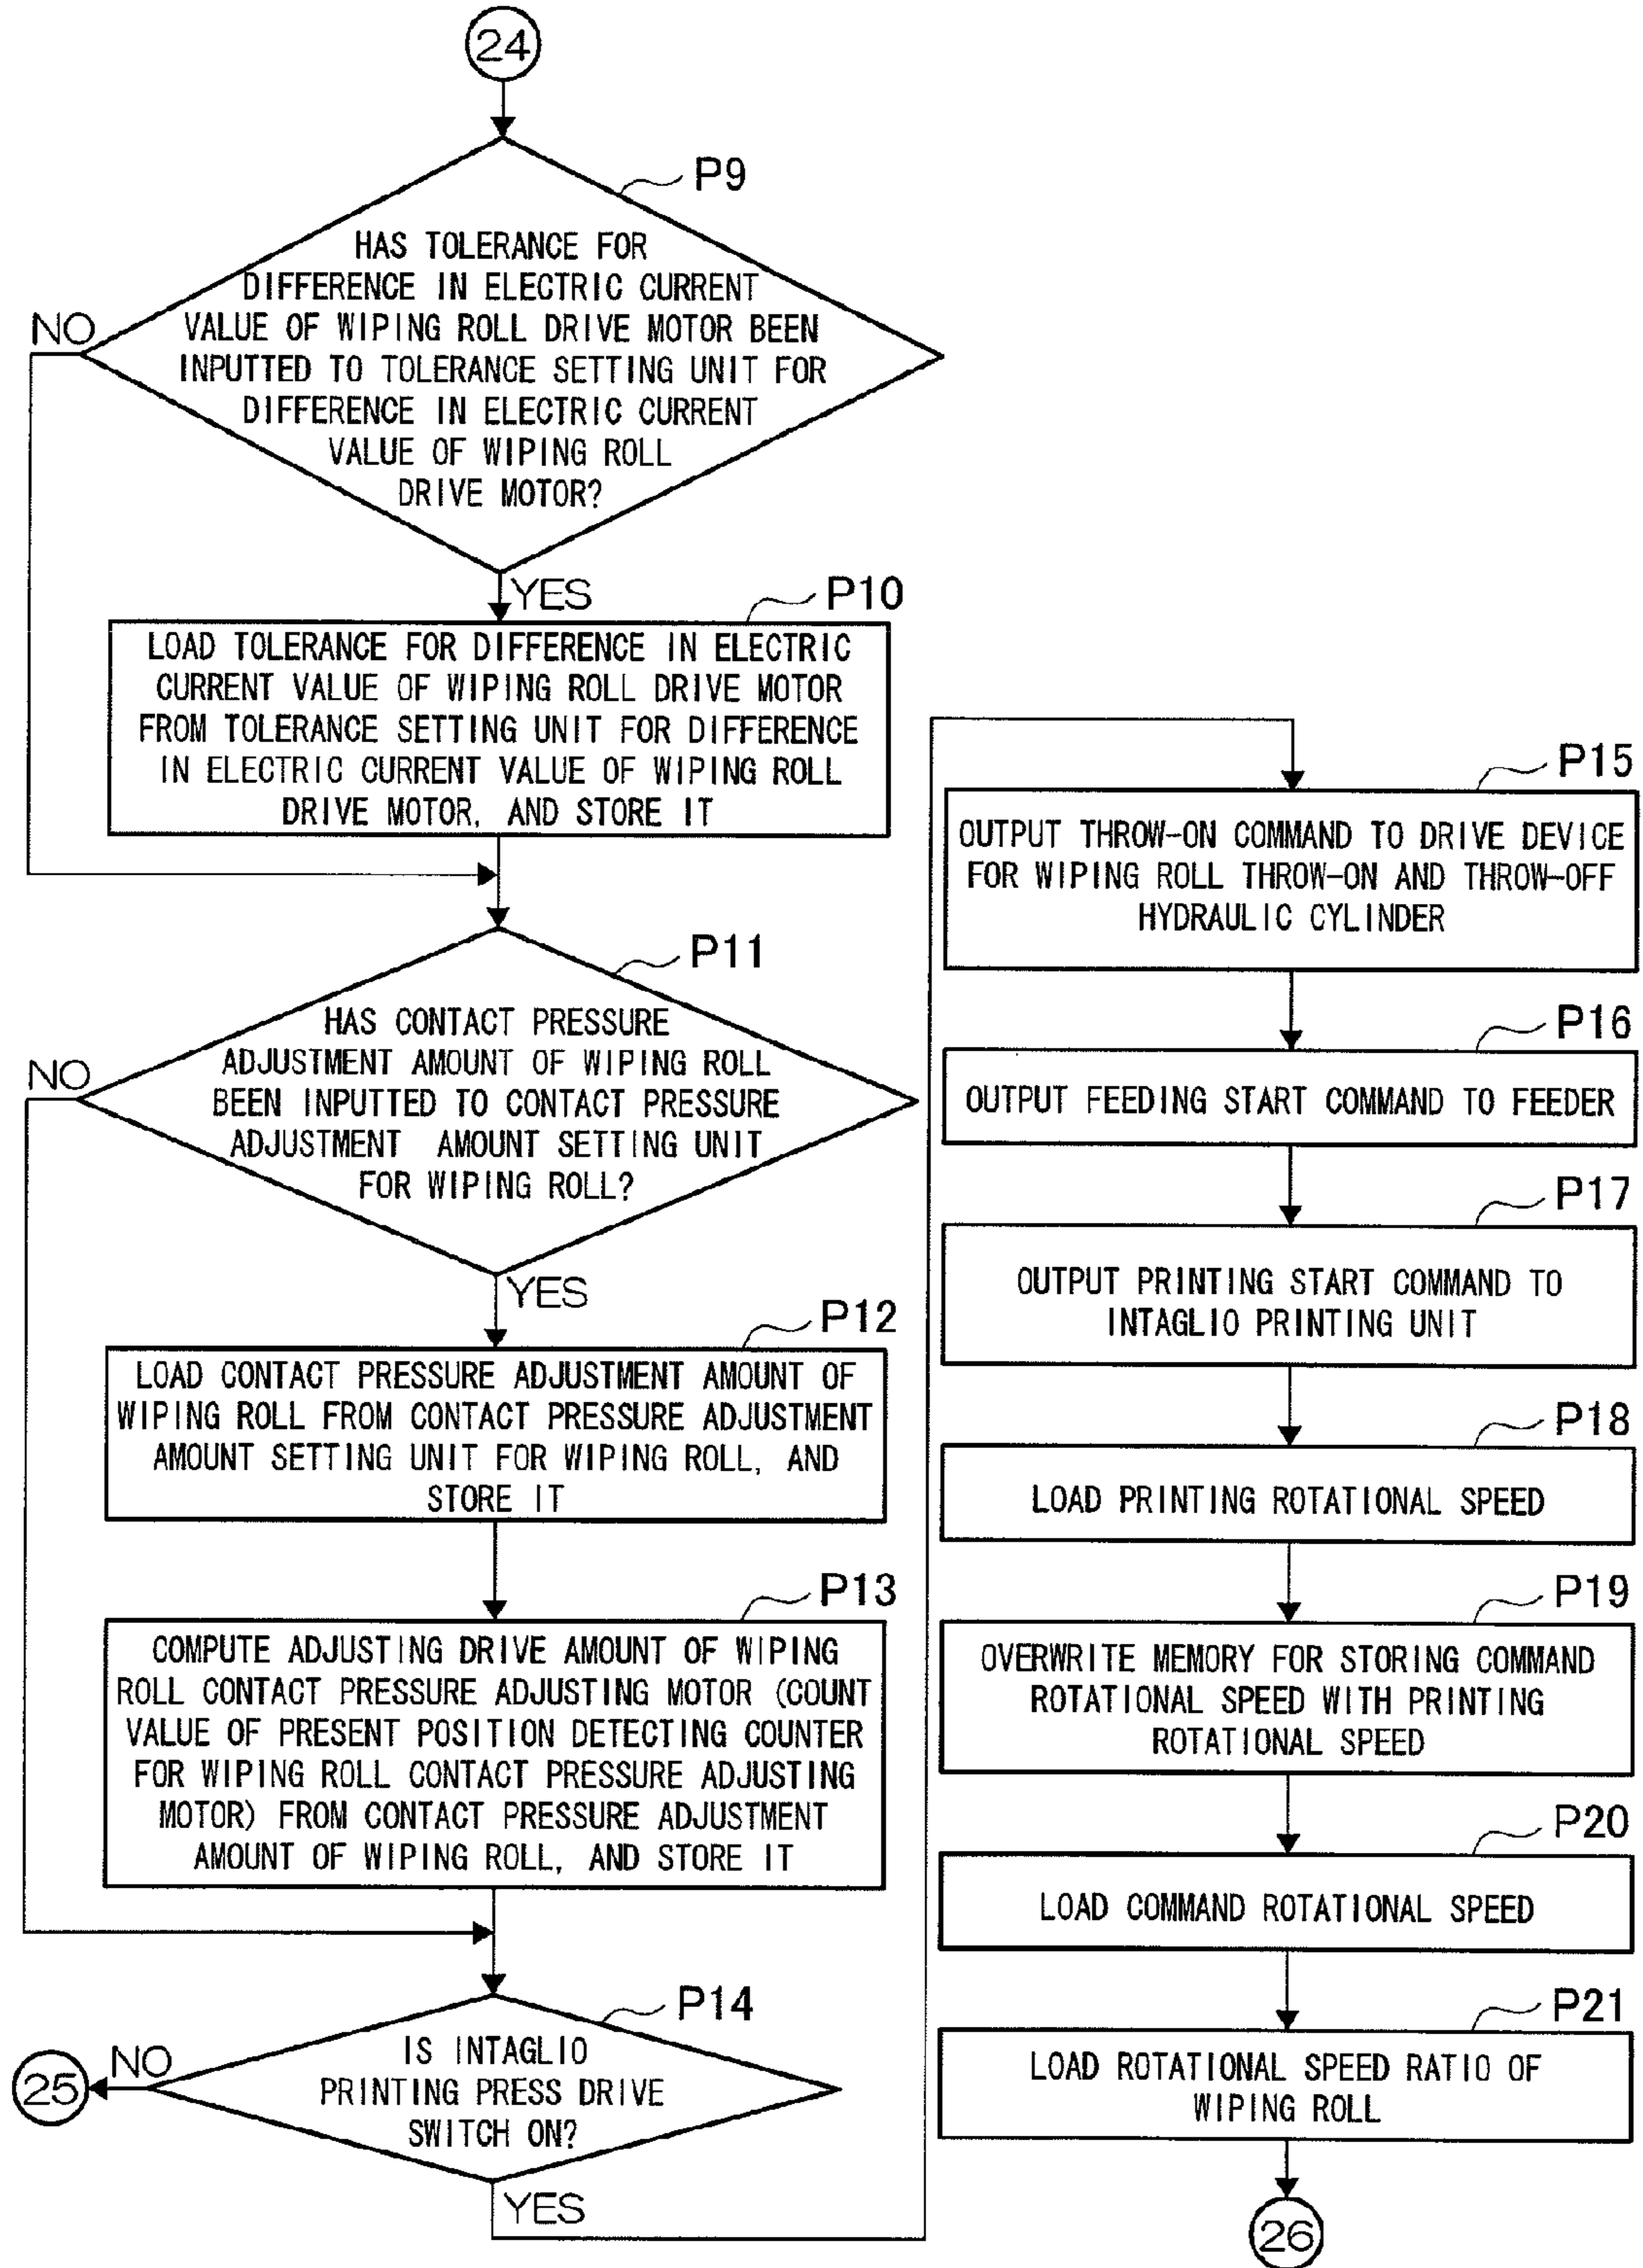 24
P9
HAS TOLERANCE FOR
DIFFERENCE IN ELECTRIC CURRENT
VALUE OF WIPING ROLL DRIVE MOTOR BEEN
INPUTTED TO TOLERANCE SETTING UNIT FOR
DIFFERENCE IN ELECTRIC CURRENT
VALUE OF WIPING ROLL
DRIVE MOTOR?
NO
YES
P10
LOAD TOLERANCE FOR DIFFERENCE IN ELECTRIC
CURRENT VALUE OF WIPING ROLL DRIVE MOTOR
FROM TOLERANCE SETTING UNIT FOR DIFFERENCE
IN ELECTRIC CURRENT VALUE OF WIPING ROLL
DRIVE MOTOR, AND STORE IT
P11
HAS CONTACT PRESSURE
ADJUSTMENT AMOUNT OF WIPING ROLL
BEEN INPUTTED TO CONTACT PRESSURE
ADJUSTMENT AMOUNT SETTING UNIT
FOR WIPING ROLL?
NO
YES
P12
LOAD CONTACT PRESSURE ADJUSTMENT AMOUNT OF
WIPING ROLL FROM CONTACT PRESSURE ADJUSTMENT
AMOUNT SETTING UNIT FOR WIPING ROLL, AND
STORE IT
P13
COMPUTE ADJUSTING DRIVE AMOUNT OF WIPING
ROLL CONTACT PRESSURE ADJUSTING MOTOR (COUNT
VALUE OF PRESENT POSITION DETECTING COUNTER
FOR WIPING ROLL CONTACT PRESSURE ADJUSTING
MOTOR) FROM CONTACT PRESSURE ADJUSTMENT
AMOUNT OF WIPING ROLL, AND STORE IT
P14
IS INTAGLIO
PRINTING PRESS DRIVE
SWITCH ON?
NO
25
YES
P15
OUTPUT THROW-ON COMMAND TO DRIVE DEVICE
FOR WIPING ROLL THROW-ON AND THROW-OFF
HYDRAULIC CYLINDER
P16
OUTPUT FEEDING START COMMAND TO FEEDER
P17
OUTPUT PRINTING START COMMAND TO
INTAGLIO PRINTING UNIT
P18
LOAD PRINTING ROTATIONAL SPEED
P19
OVERWRITE MEMORY FOR STORING COMMAND
ROTATIONAL SPEED WITH PRINTING
ROTATIONAL SPEED
P20
LOAD COMMAND ROTATIONAL SPEED
P21
LOAD ROTATIONAL SPEED RATIO OF
WIPING ROLL
26